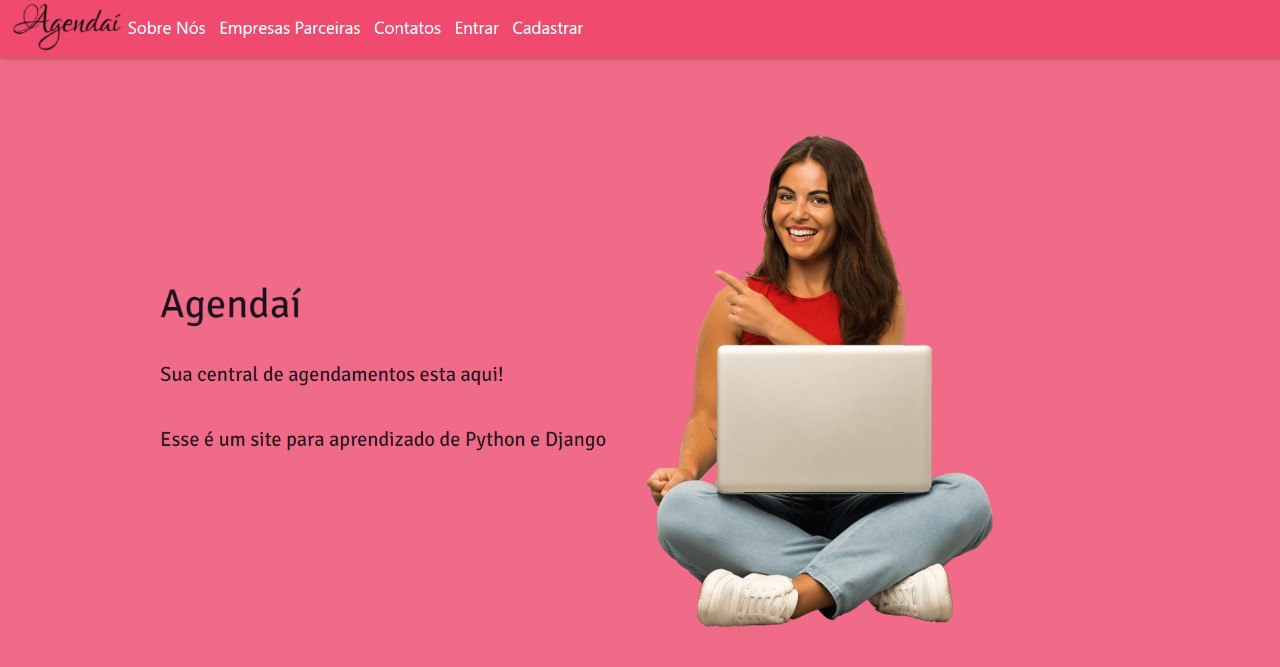 Agendaí Sobre Nós Empresas Parceiras Contatos Entrar Cadastrar
Agendaí
Sua central de agendamentos esta aqui!
Esse é um site para aprendizado de Python e Django